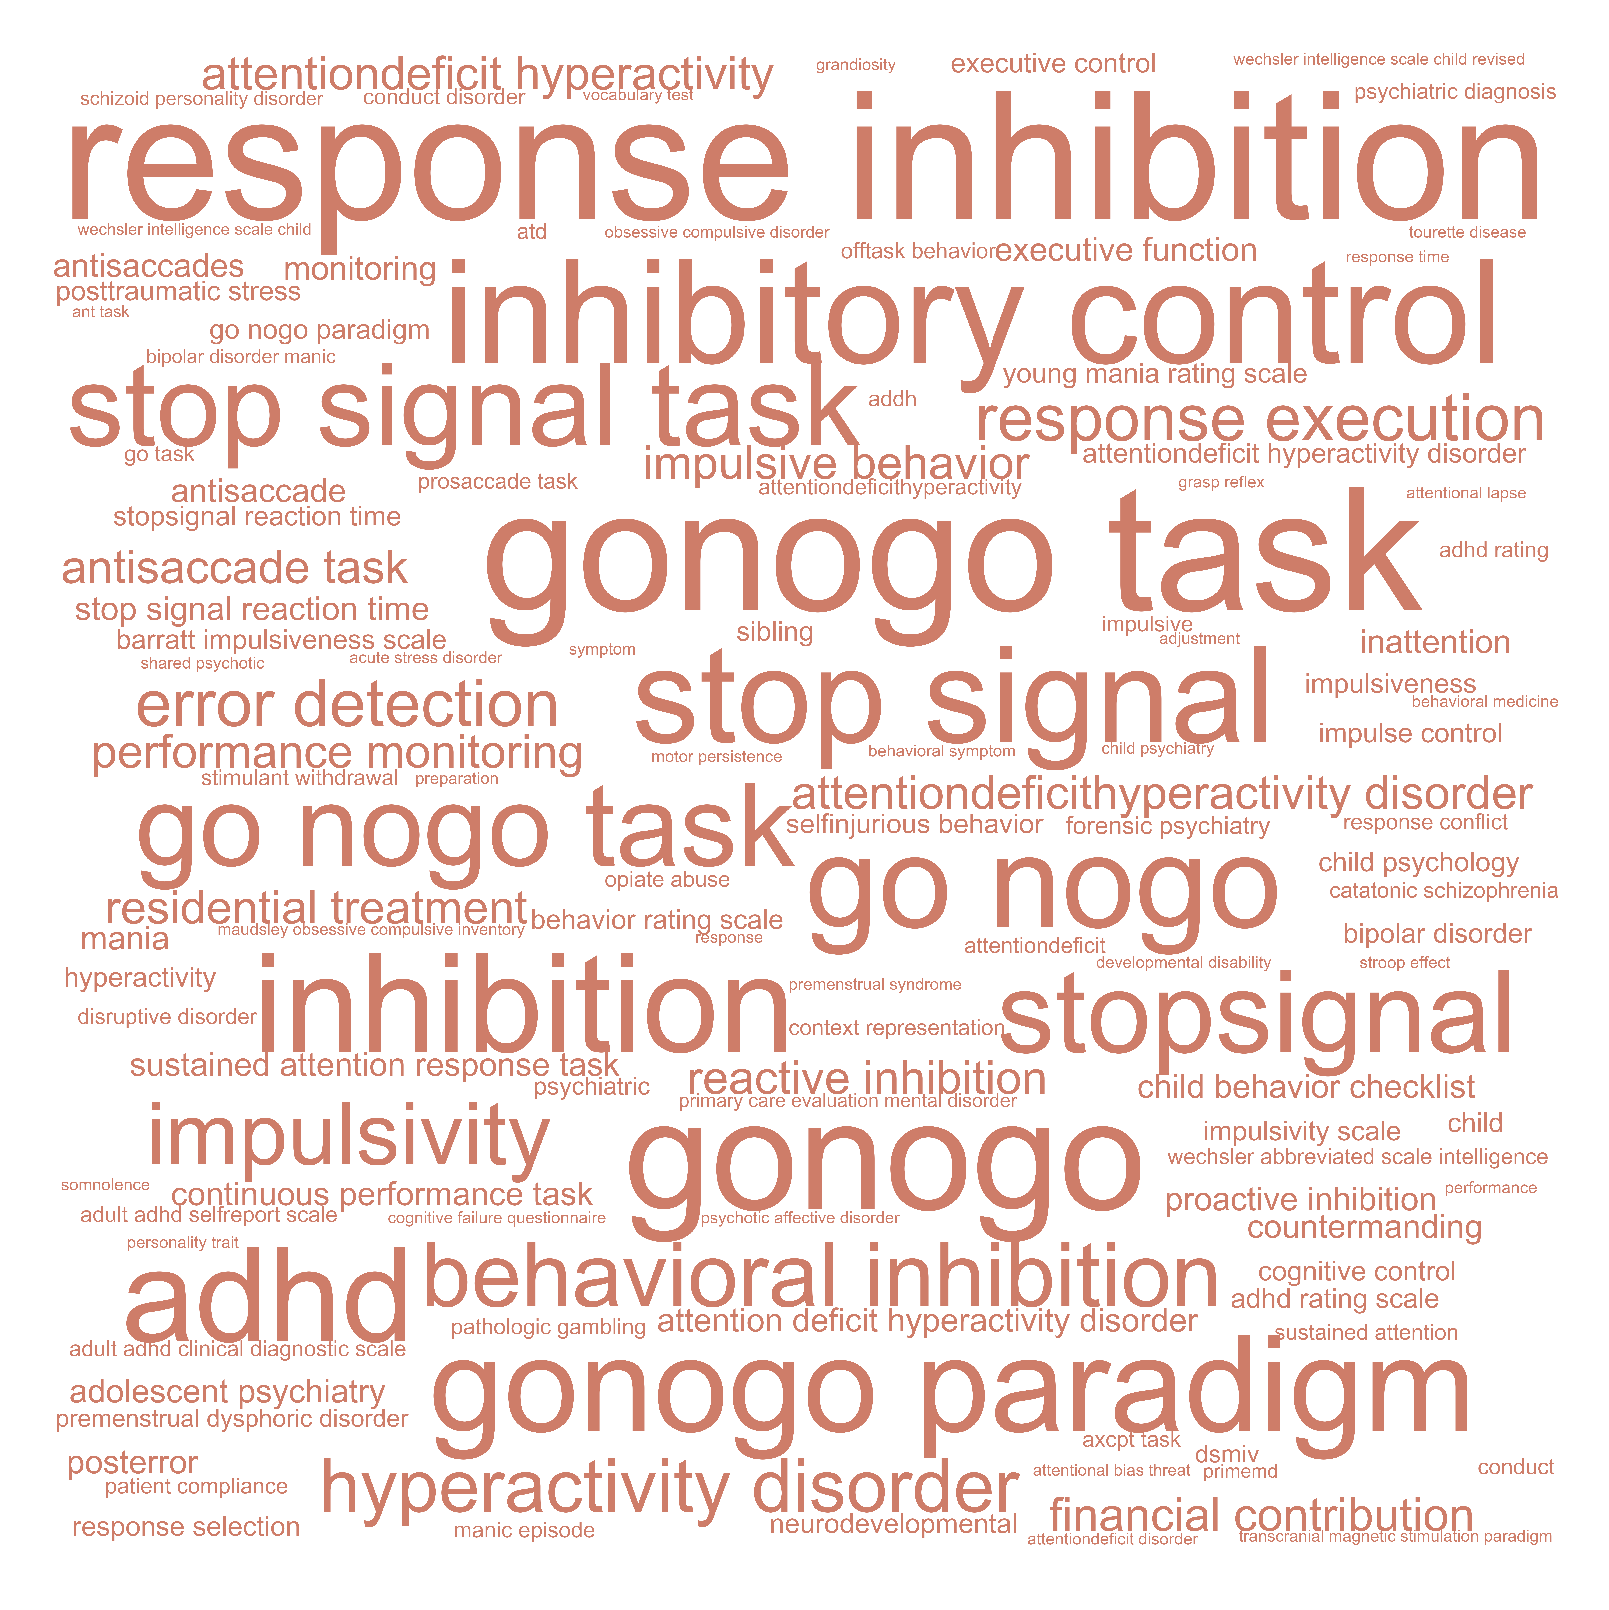 attentiondeficit hyperactivity
grandiosity
executive control
wechsler intelligence scale child revised
schizoid personality disorder
conduct disorder
vocabulary test
psychiatric diagnosis
response inhibition
wechsler intelligence scale child
atd
obsessive compulsive disorder
tourette disease
antisaccades
monitoring
offtask behavior
executive function
response time
posttraumatic stress
ant task
inhibitory control
go nogo paradigm
bipolar disorder manic
young mania rating scale
stop signal task
addh
response execution
go task
impulsive behavior
attentiondeficit hyperactivity disorder
antisaccade
prosaccade task
attentiondeficithyperactivity
grasp reflex
attentional lapse
stopsignal reaction time
gonogo task
adhd rating
antisaccade task
stop signal reaction time
barratt impulsiveness scale
sibling
impulsive
adjustment
inattention
shared psychotic
acute stress disorder
symptom
error detection
stop signal
impulsiveness
behavioral medicine
impulse control
performance monitoring
motor persistence
behavioral symptom
child psychiatry
stimulant withdrawal
preparation
attentiondeficithyperactivity disorder
go nogo task
selfinjurious behavior
forensic psychiatry
response conflict
opiate abuse
go nogo
child psychology
catatonic schizophrenia
residential treatment
behavior rating scale
maudsley obsessive compulsive inventory
mania
response
attentiondeficit
bipolar disorder
developmental disability
stroop effect
hyperactivity
inhibition
premenstrual syndrome
stopsignal
disruptive disorder
context representation
sustained attention response task
psychiatric
reactive inhibition
primary care evaluation mental disorder
child behavior checklist
impulsivity
gonogo
impulsivity scale
child
wechsler abbreviated scale intelligence
somnolence
continuous performance task
proactive inhibition
performance
adult adhd selfreport scale
cognitive failure questionnaire
psychotic affective disorder
countermanding
personality trait
adhd
behavioral inhibition
cognitive control
adhd rating scale
pathologic gambling
attention deficit hyperactivity disorder
sustained attention
adult adhd clinical diagnostic scale
gonogo paradigm
adolescent psychiatry
premenstrual dysphoric disorder
axcpt task
dsmiv
posterror
patient compliance
hyperactivity disorder
attentional bias threat
primemd
conduct
response selection
manic episode
neurodevelopmental
financial contribution
attentiondeficit disorder
transcranial magnetic stimulation paradigm